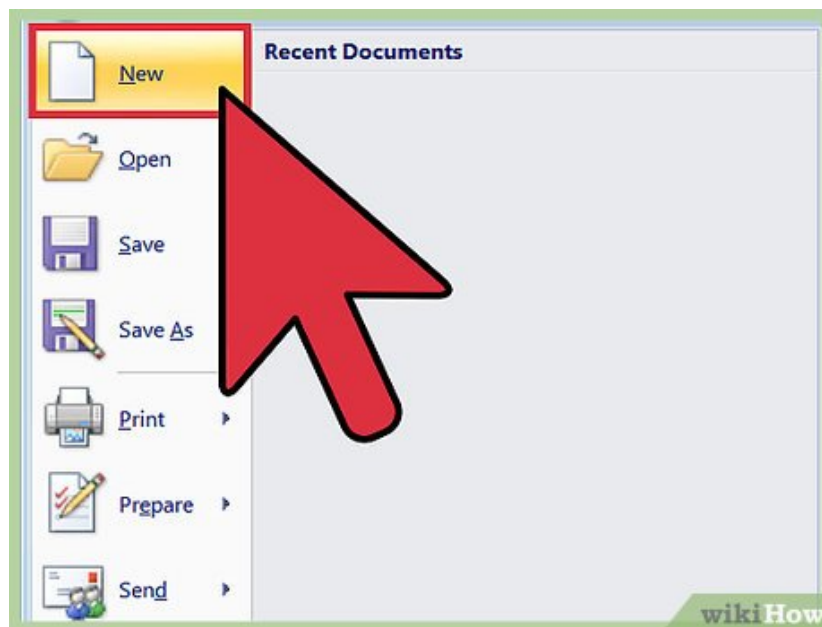 New
Recent Documents
Open
Save
Save As
Print
Prepare
Send
wikiHow